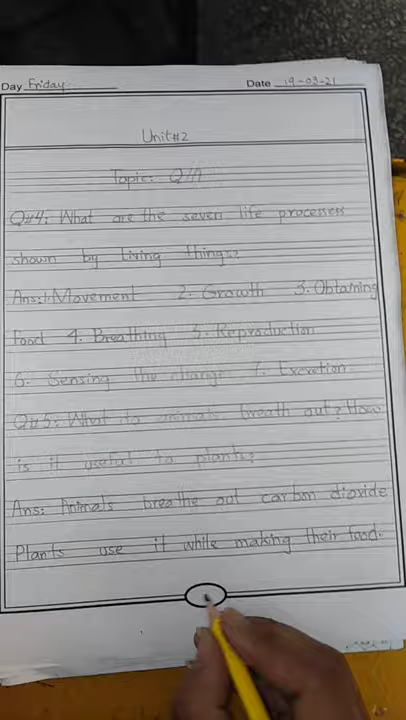 Day Friday Date 19-03-21
Unit#2
Topic: Q/A
Q#4: What are the seven life processess
shown by Living things?
Ans: 1. Movement 2. Growth 3. Obtaining
Food 4. Breathing 5. Reproduction
6. Sensing the change 7. Excretion
Q#5: What do animals breath out? How
is it useful to plants?
Ans: Animals breathe out carbon dioxide
Plants use it while making their food.